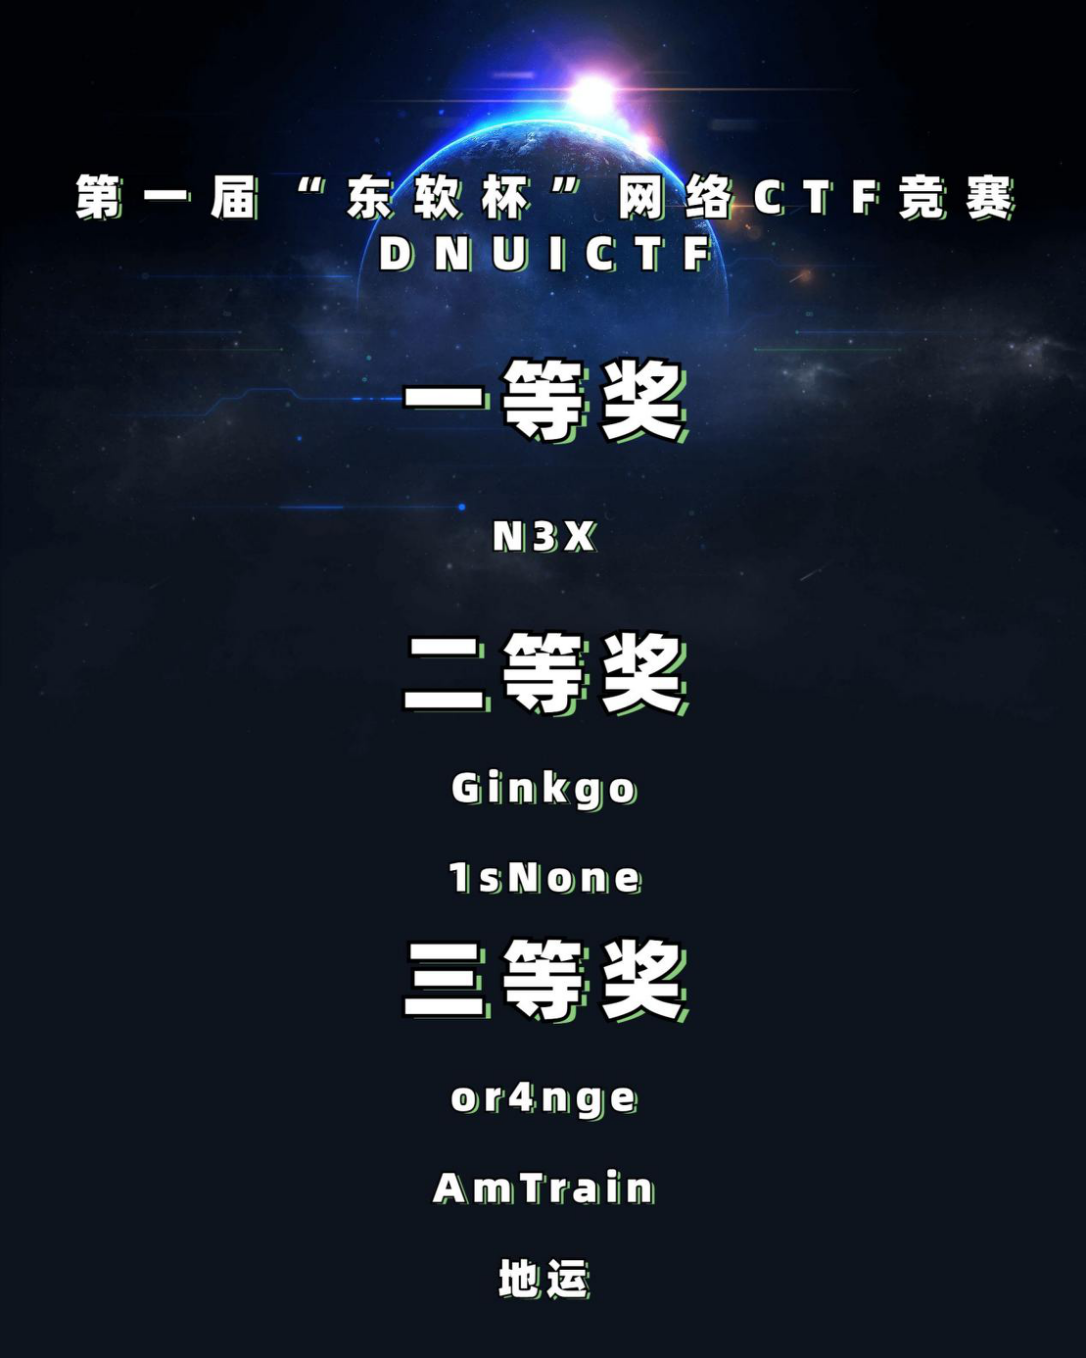 第一届“东软杯”网络CTF竞赛
DNUICTF
一等奖
N3X
二等奖
Ginkgo
1sNone
三等奖
or4nge
AmTrain
地运